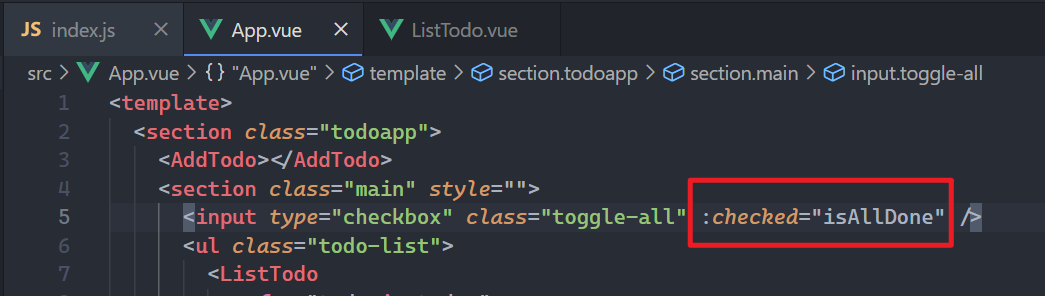 JS index.js × App.vue × ListTodo.vue
src > App.vue > {} "App.vue" > template > section.todoapp > section.main > input.toggle-all
1 <template>
2 <section class="todoapp">
3 <AddTodo></AddTodo>
4 <section class="main" style="">
5 <input type="checkbox" class="toggle-all" :checked="isAllDone" />
6 <ul class="todo-list">
7 <ListTodo